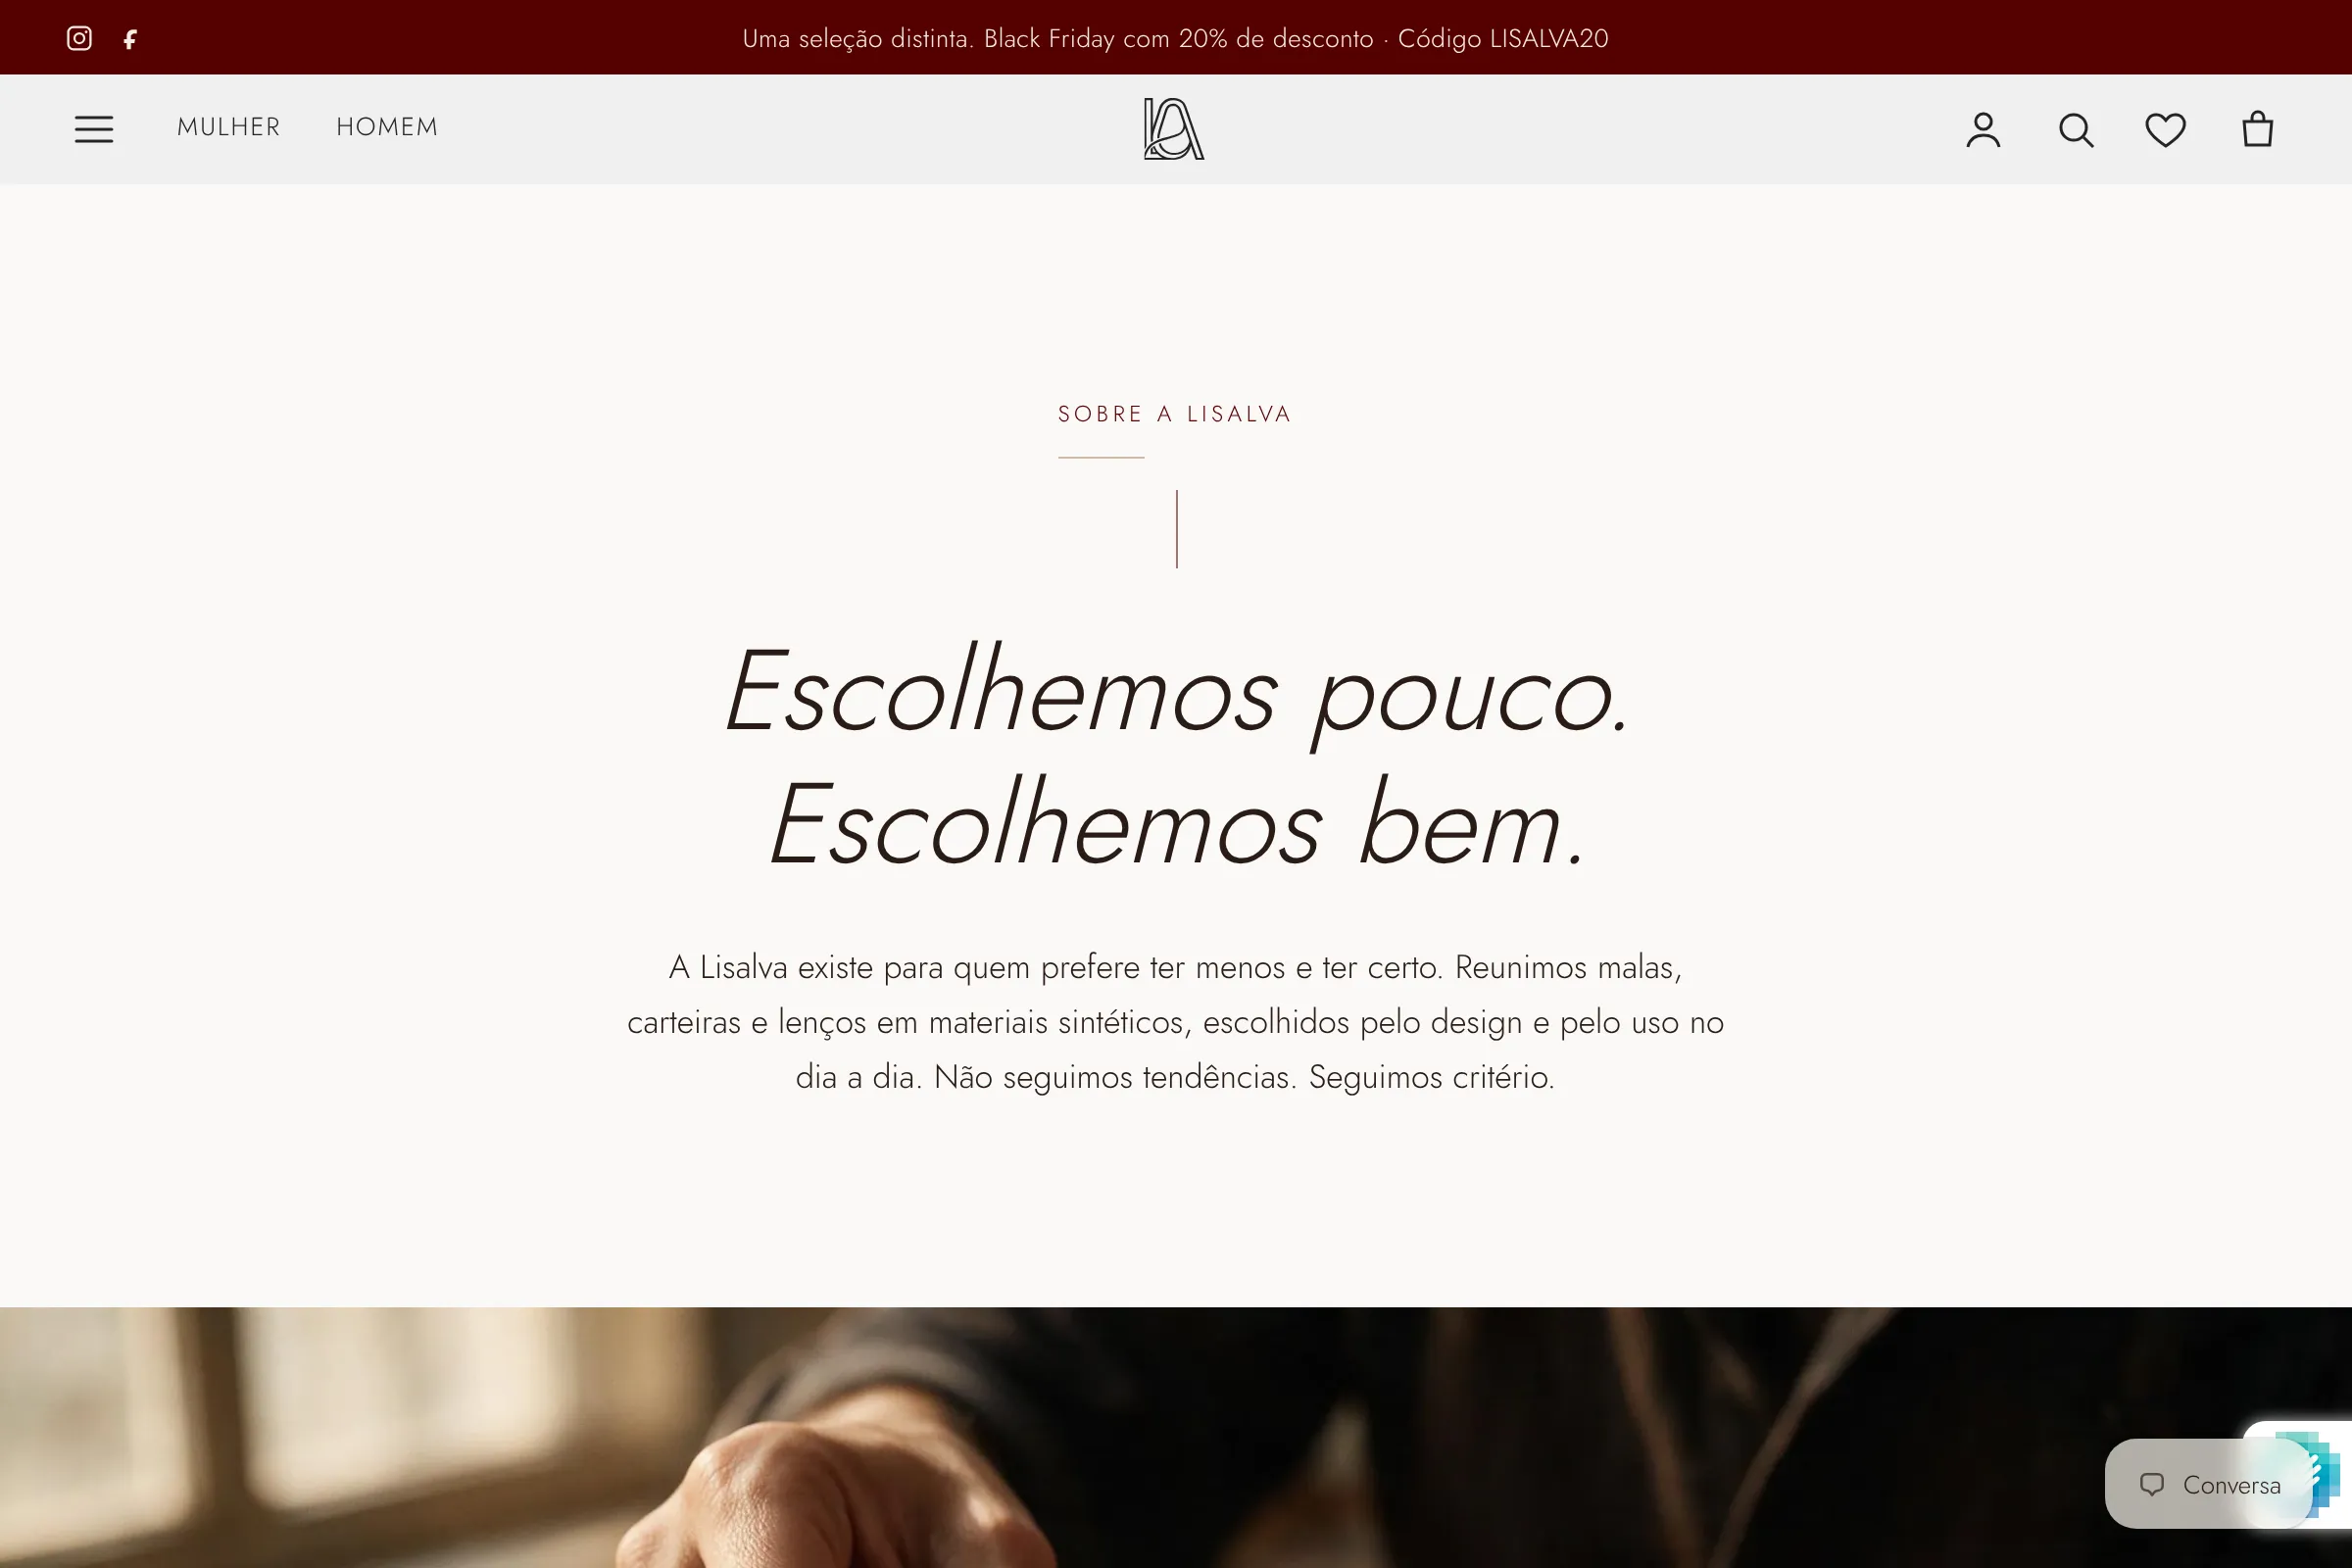 Uma seleção distinta. Black Friday com 20% de desconto · Código LISALVA20
MULHER
HOMEM
LA
SOBRE A LISALVA
Escolhemos pouco.
Escolhemos bem.
A Lisalva existe para quem prefere ter menos e ter certo. Reunimos malas,
carteiras e lenços em materiais sintéticos, escolhidos pelo design e pelo uso no
dia a dia. Não seguimos tendências. Seguimos critério.
Conversa